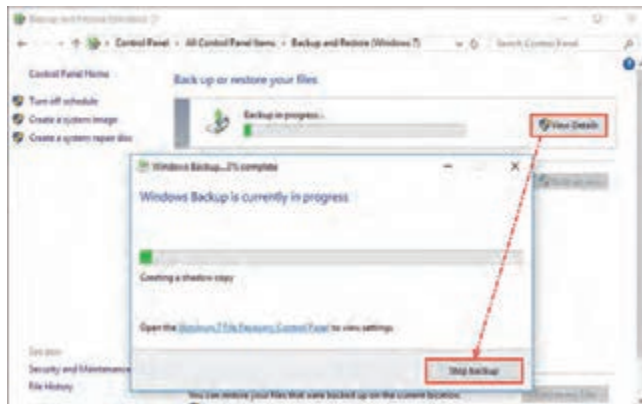 Backup and Restore (Windows 7)
Control Panel › All Control Panel Items › Backup and Restore (Windows 7)
Search Control Panel
Control Panel Home
Back up or restore your files
Turn off schedule
Create a system image
Create a system repair disc
Backup in progress...
View Details
Windows Backup...2% complete
Windows Backup is currently in progress
Creating a shadow copy
Open the Windows 7 File Recovery Control Panel to view settings.
Stop backup
See also
Security and Maintenance
File History
You can restore your files that were backed up on the current location.